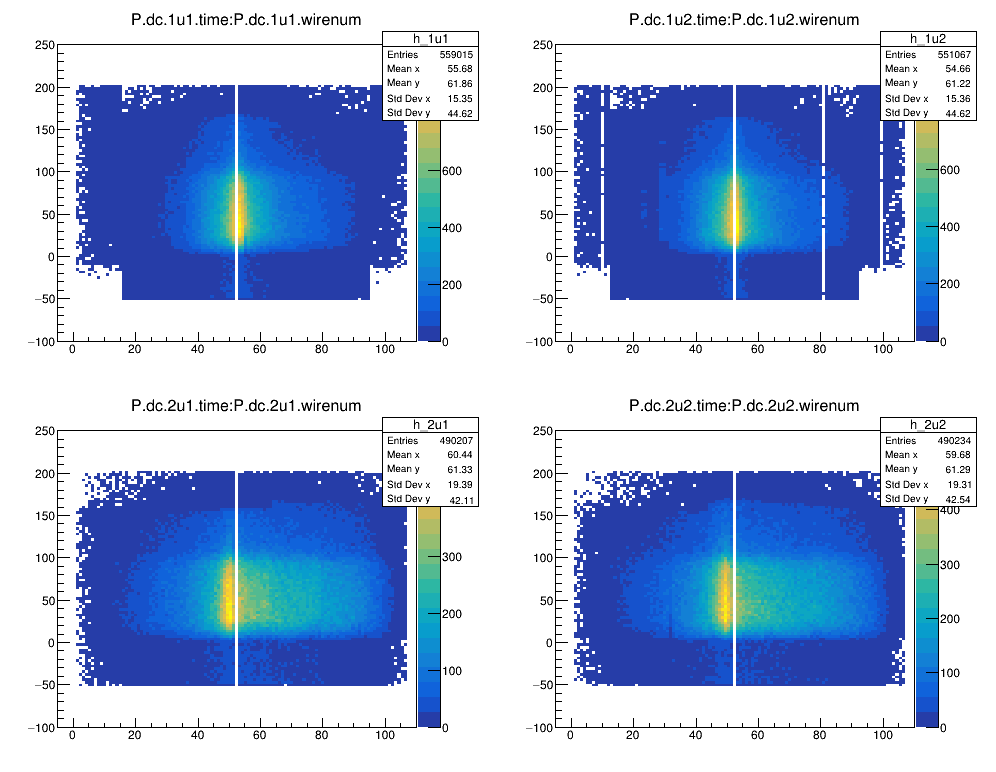 P.dc.1u1.time:P.dc.1u1.wirenum
h_1u1
Entries 559015
Mean x 55.68
Mean y 61.86
Std Dev x 15.35
Std Dev y 44.62
250
200
150
100
50
0
−50
−100
0 20 40 60 80 100
600
400
200
0
P.dc.1u2.time:P.dc.1u2.wirenum
h_1u2
Entries 551067
Mean x 54.66
Mean y 61.22
Std Dev x 15.36
Std Dev y 44.62
250
200
150
100
50
0
−50
−100
0 20 40 60 80 100
600
400
200
0
P.dc.2u1.time:P.dc.2u1.wirenum
h_2u1
Entries 490207
Mean x 60.44
Mean y 61.33
Std Dev x 19.39
Std Dev y 42.11
250
200
150
100
50
0
−50
−100
0 20 40 60 80 100
300
200
100
0
P.dc.2u2.time:P.dc.2u2.wirenum
h_2u2
Entries 490234
Mean x 59.68
Mean y 61.29
Std Dev x 19.31
Std Dev y 42.54
250
200
150
100
50
0
−50
−100
0 20 40 60 80 100
400
300
200
100
0